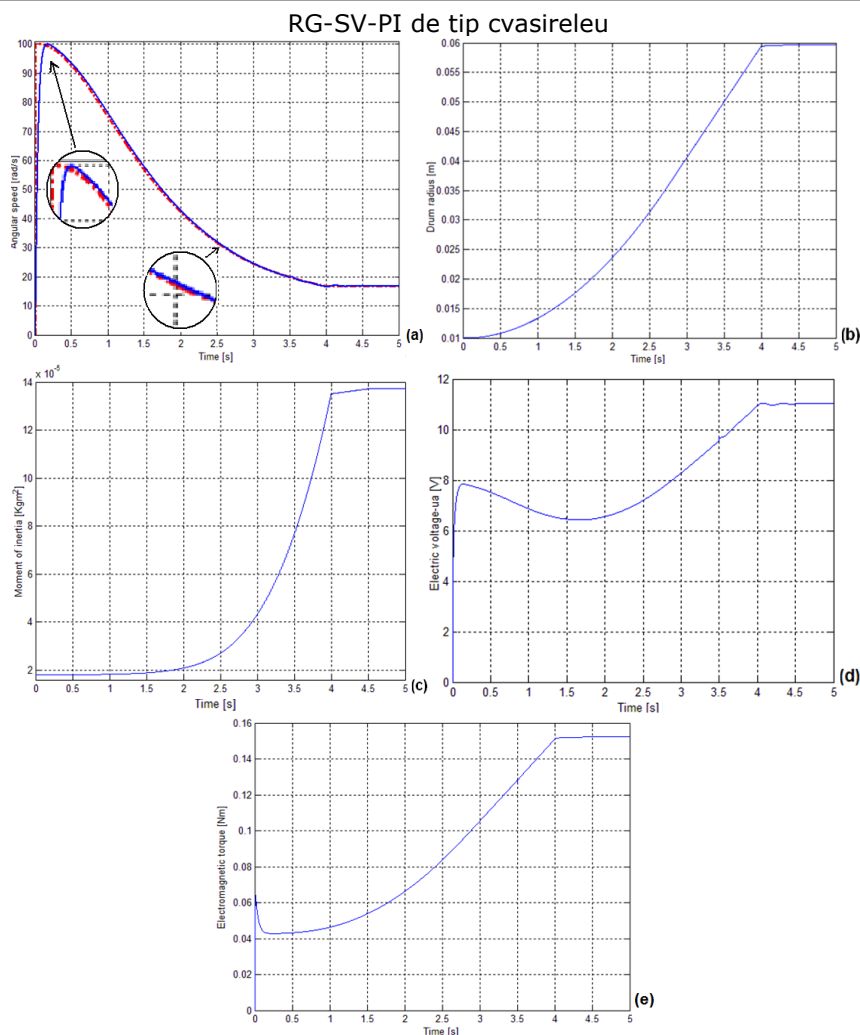 RG-SV-PI de tip cvasireleu
100
90
80
70
60
50
40
30
20
10
0
Angular speed [rad/s]
0 0.5 1 1.5 2 2.5 3 3.5 4 4.5 5
Time [s]
(a)
0.06
0.055
0.05
0.045
0.04
0.035
0.03
0.025
0.02
0.015
0.01
Drum radius [m]
0 0.5 1 1.5 2 2.5 3 3.5 4 4.5 5
Time [s]
(b)
x 10-5
14
12
10
8
6
4
2
Moment of inertia [Kgm2]
0 0.5 1 1.5 2 2.5 3 3.5 4 4.5 5
Time [s]
(c)
12
10
8
6
4
2
0
Electric voltage-ua [V]
0 0.5 1 1.5 2 2.5 3 3.5 4 4.5 5
Time [s]
(d)
0.16
0.14
0.12
0.1
0.08
0.06
0.04
0.02
0
Electromagnetic torque [Nm]
0 0.5 1 1.5 2 2.5 3 3.5 4 4.5 5
Time [s]
(e)